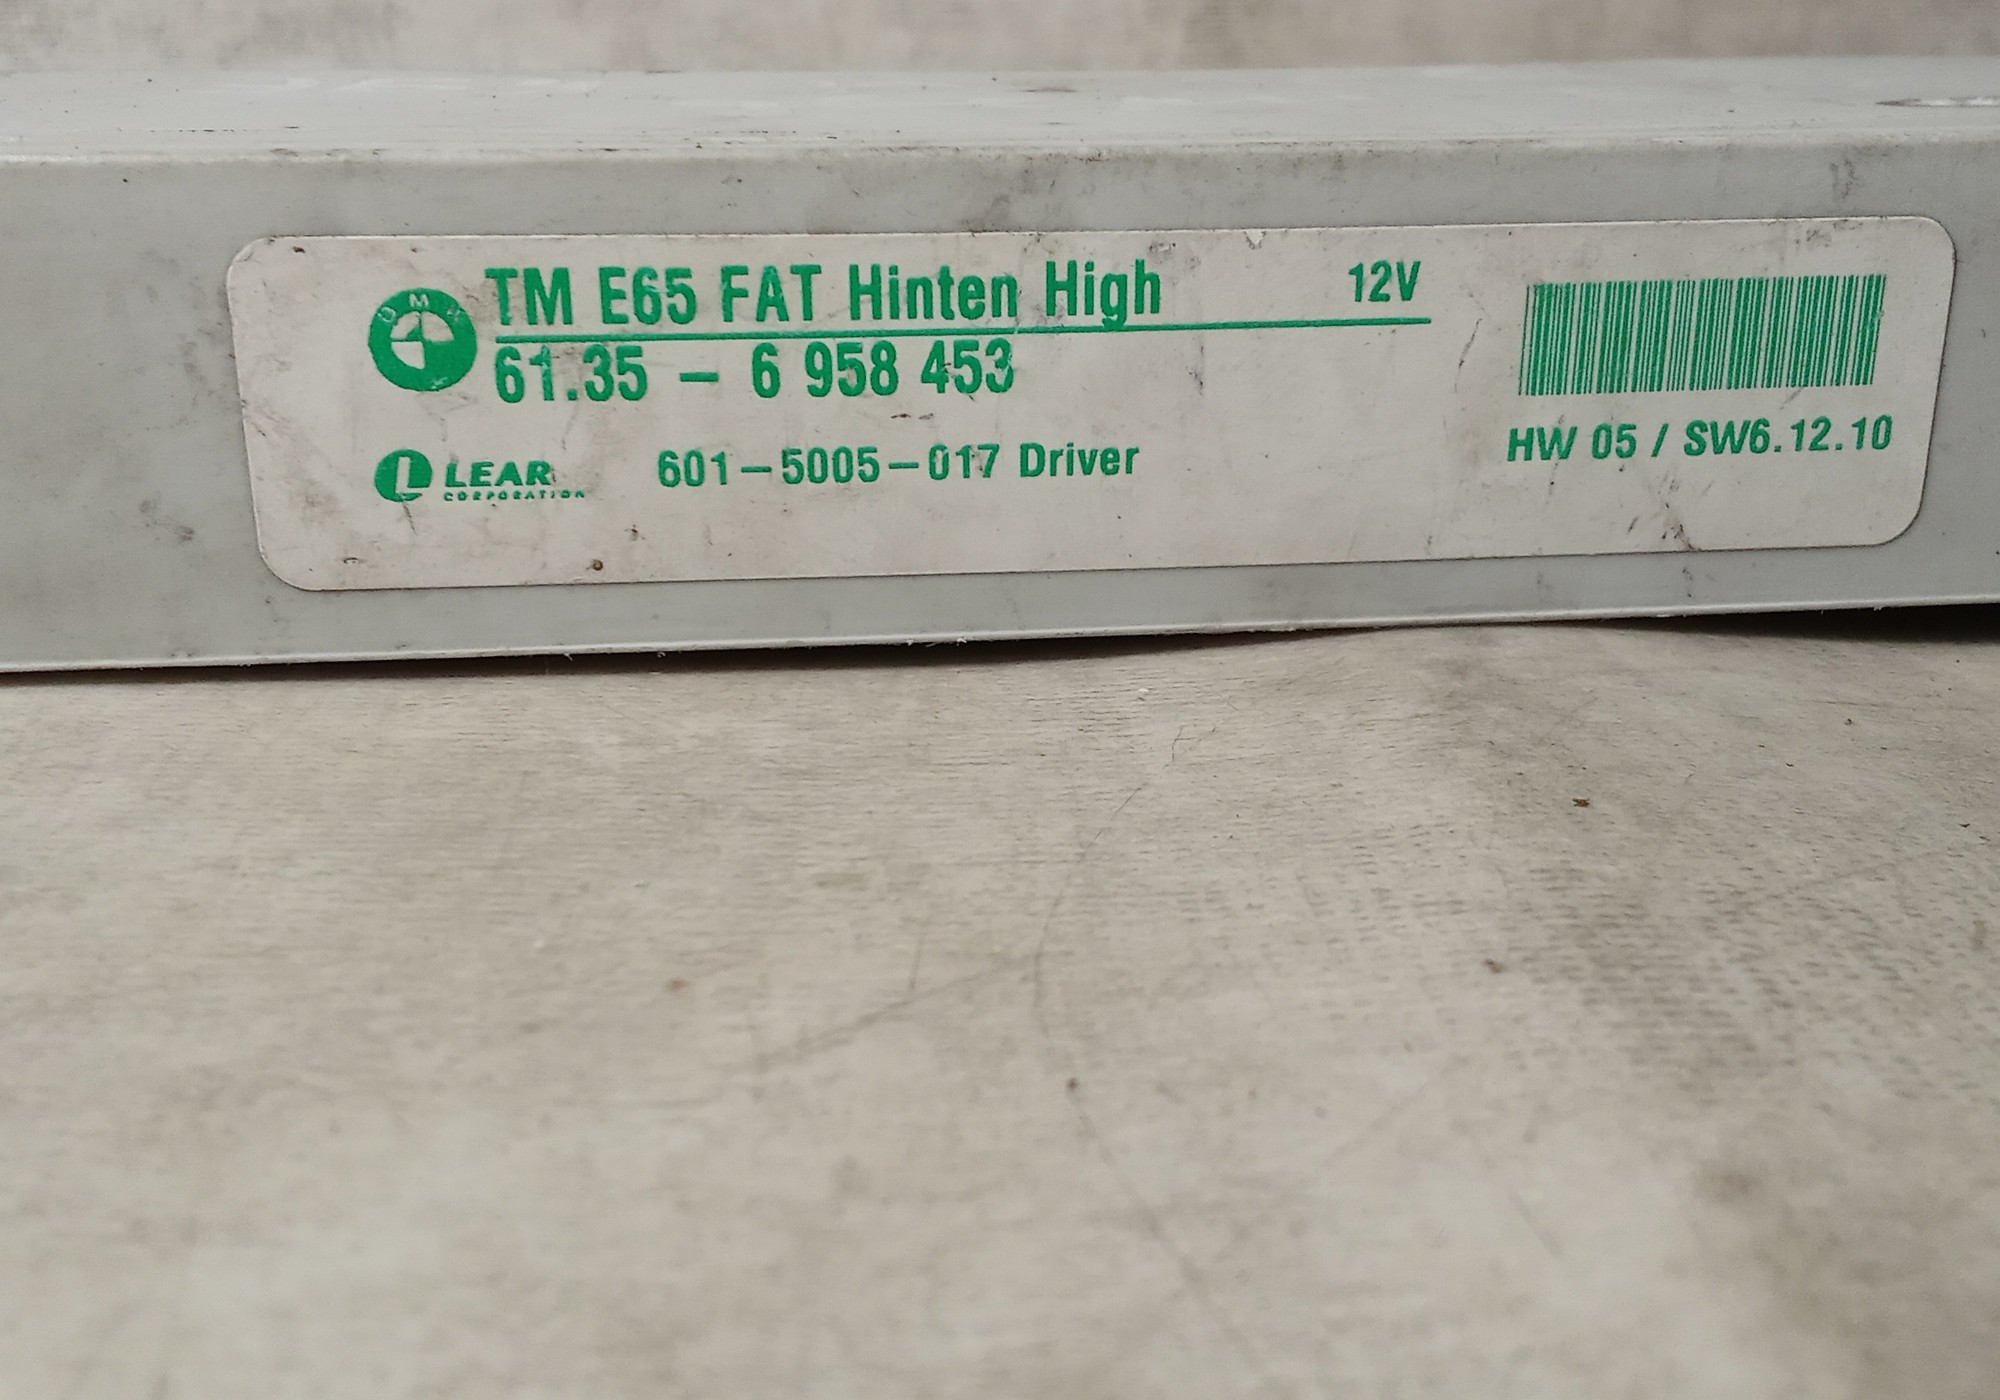 BMW
TM E65 FAT Hinten High 12V
61.35 – 6 958 453
LEAR
CORPORATION
601–5005–017 Driver
HW 05 / SW6.12.10